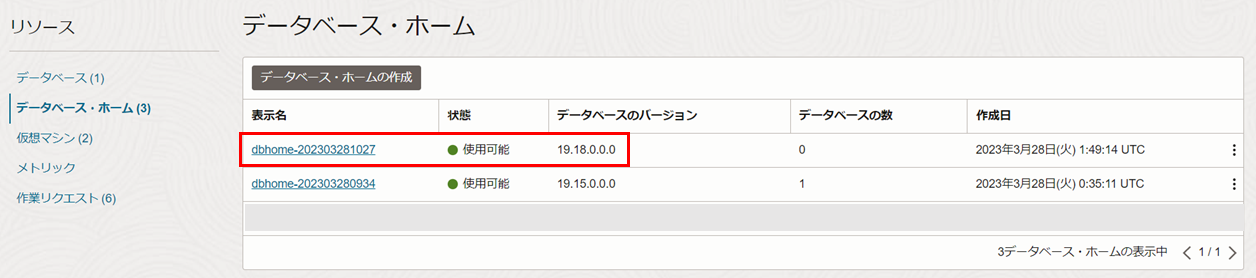 リソース
データベース (1)
データベース・ホーム (3)
仮想マシン (2)
メトリック
作業リクエスト (6)
データベース・ホーム
データベース・ホームの作成
表示名 状態 データベースのバージョン データベースの数 作成日
dbhome-202303281027 使用可能 19.18.0.0.0 0 2023年3月28日(火) 1:49:14 UTC
dbhome-202303280934 使用可能 19.15.0.0.0 1 2023年3月28日(火) 0:35:11 UTC
3データベース・ホームの表示中 1 / 1